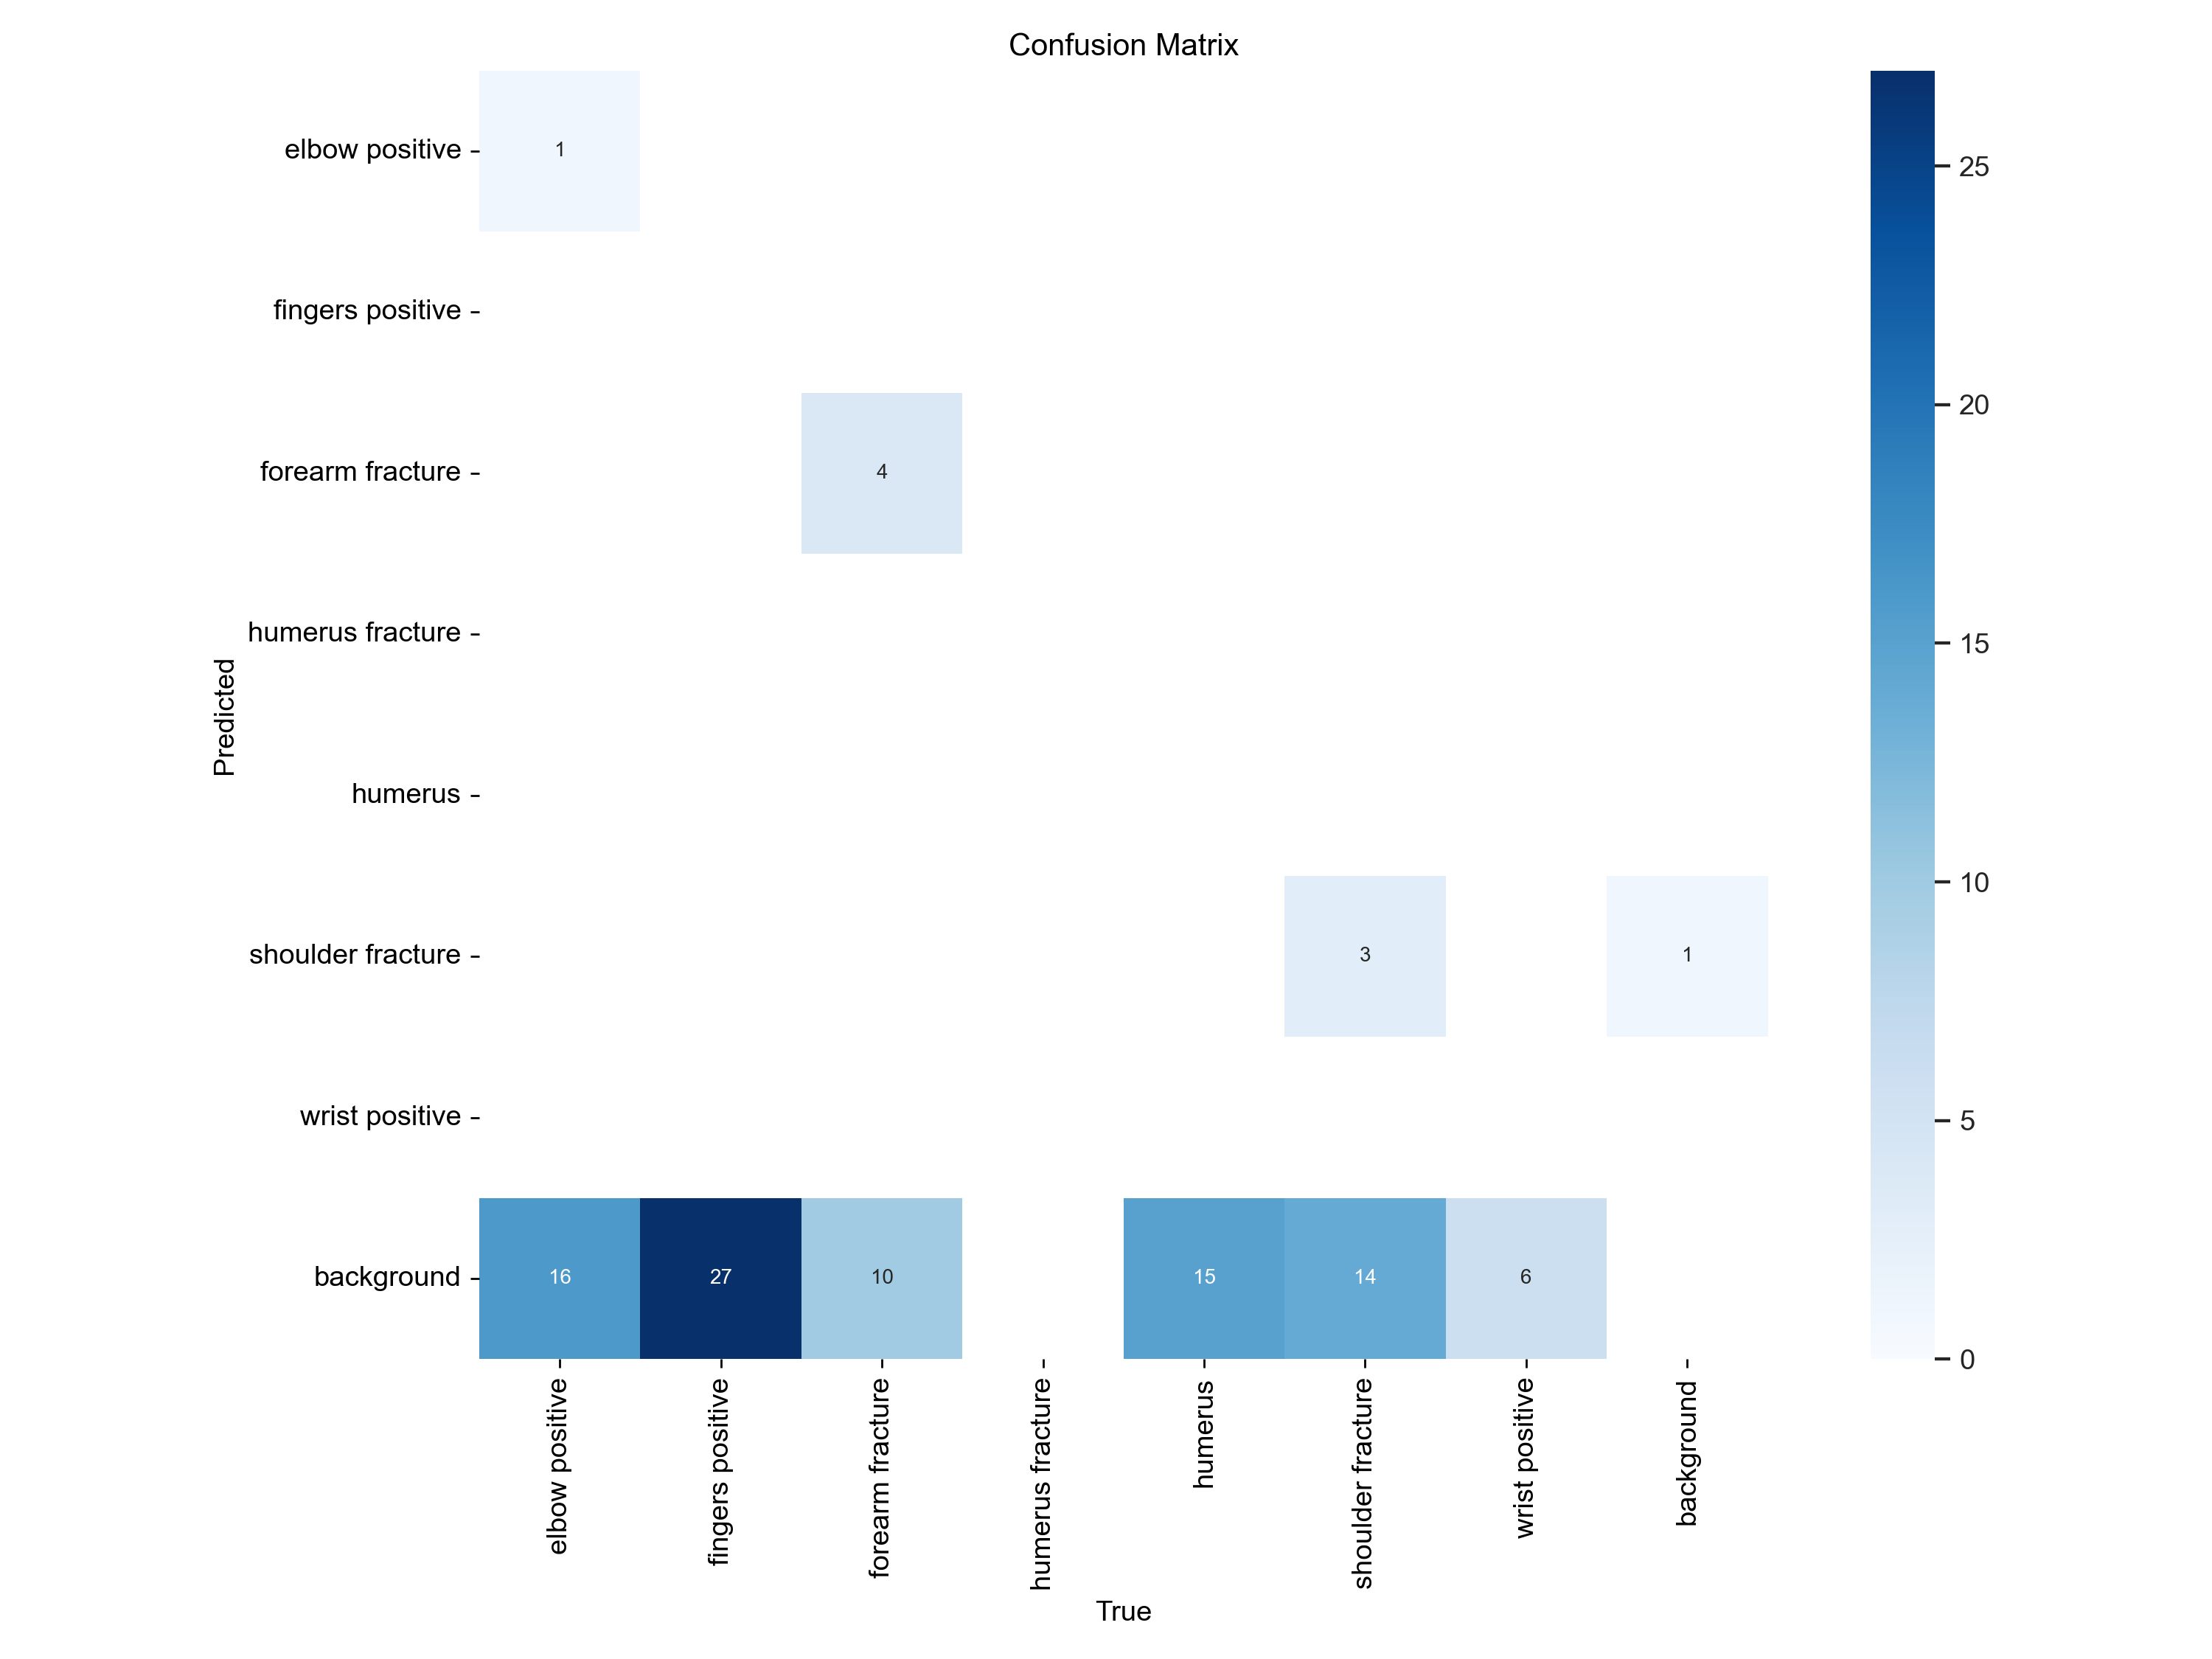 Confusion Matrix
elbow positive
1
fingers positive
forearm fracture
4
humerus fracture
humerus
shoulder fracture
3
1
wrist positive
background
16
27
10
15
14
6
Predicted
elbow positive
fingers positive
forearm fracture
humerus fracture
humerus
shoulder fracture
wrist positive
background
True
25
20
15
10
5
0